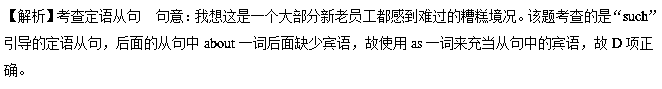 【解析】考查定语从句　句意：我想这是一个大部分新老员工都感到难过的糟糕境况。该题考查的是“such”
引导的定语从句，后面的从句中 about 一词后面缺少宾语，故使用 as 一词来充当从句中的宾语，故 D 项正
确。